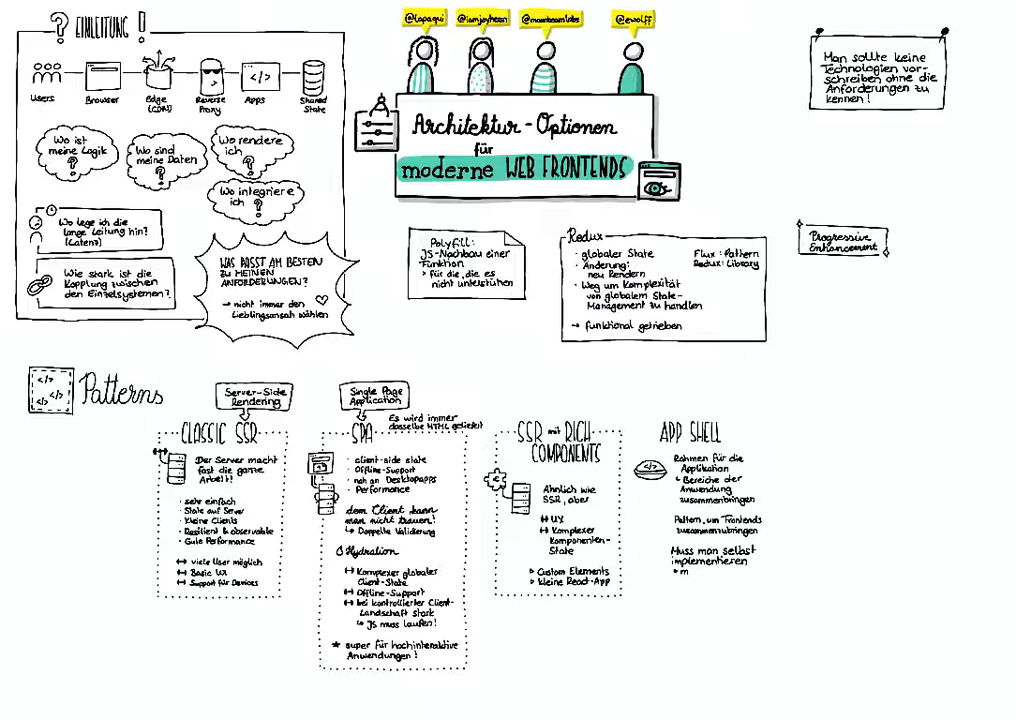 @lapaqui
@iamjoyheron
@moonbeamlabs
@ewolff
Architektur-Optionen
für
moderne WEB FRONTENDS
? EINLEITUNG !
Users
Browser
Edge
(CDN)
Reverse
Proxy
Apps
Shared
State
Wo ist
meine Logik
?
Wo sind
meine Daten
?
Wo rendere
ich
?
Wo integriere
ich ?
Wo lege ich die
lange Leitung hin?
(Latenz)
Wie stark ist die
Kopplung zwischen
den Einzelsystemen?
WAS PASST AM BESTEN
ZU MEINEN
ANFORDERUNGEN?
→ nicht immer den
Lieblingsansatz wählen
Man sollte keine
Technologien vor-
schreiben ohne die
Anforderungen zu
kennen!
Polyfill:
JS-Nachbau einer
Funktion
> für die, die es
nicht unterstützen
Redux
· globaler State
· Änderung:
neu Rendern
· Weg um Komplexität
von globalem State-
Management zu handlen
→ funktional getrieben
Flux: Pattern
Redux: Library
Progressive
Enhancement
</>
</>
</>
Patterns
Server-Side
Rendering
CLASSIC SSR
Der Server macht
fast die ganze
Arbeit!
· sehr einfach
· State auf Server
· Kleine Clients
· Resilient & observable
· Gute Performance
↔ viele User möglich
↔ Basic UX
↔ Support für Devices
Single Page
Application
Es wird immer
dasselbe HTML geliefert
SPA
· client-side state
· Offline-Support
· nah an Desktopapps
· Performance
dem Client kann
man nicht trauen!
↳ Doppelte Validierung
Hydration
↔ Komplexer globaler
Client-State
↔ Offline-Support
↔ bei kontrollierter Client-
Landschaft stark
↳ JS muss laufen!
★ super für hochinteraktive
Anwendungen!
SSR mit RICH
COMPONENTS
Ähnlich wie
SSR, aber
↔ UX
↔ Komplexer
Komponenten-
State
▹ Custom Elements
▹ kleine React-App
APP SHELL
</>
Rahmen für die
Applikation
↳ Bereiche der
Anwendung
zusammenbringen
Pattern, um Frontends
zusammenzubringen
Muss man selbst
implementieren
m